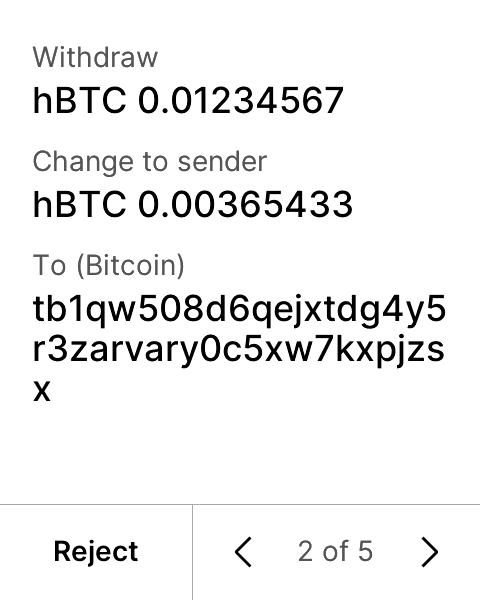 Withdraw
hBTC 0.01234567
Change to sender
hBTC 0.00365433
To (Bitcoin)
tb1qw508d6qejxtdg4y5
r3zarvary0c5xw7kxpjzs
x
Reject
2 of 5